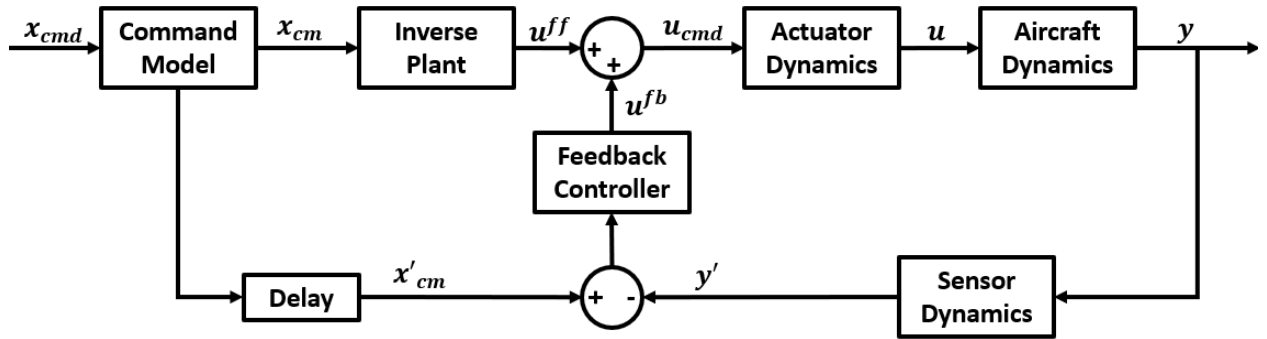 x_cmd
Command
Model
x_cm
Inverse
Plant
u^ff
+
+
u_cmd
Actuator
Dynamics
u
Aircraft
Dynamics
y
u^fb
Feedback
Controller
Delay
x'_cm
+
-
y'
Sensor
Dynamics